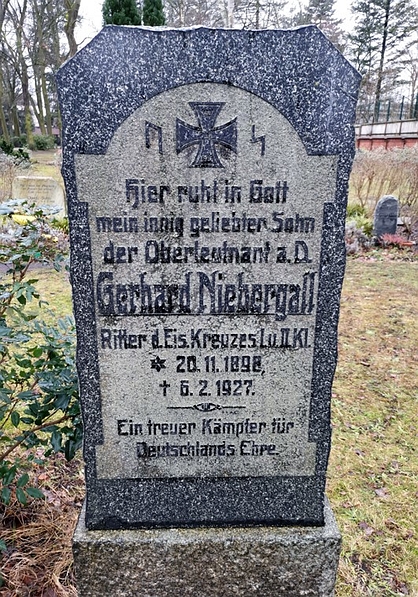 Hier ruht in Gott
mein innig geliebter Sohn
der Oberleutnant a.D.
Gerhard Niebergall
Ritter d. Eis. Kreuzes I.u.II.Kl.
* 20. 11. 1898,
† 6. 2. 1927.
Ein treuer Kämpfer für
Deutschlands Ehre.